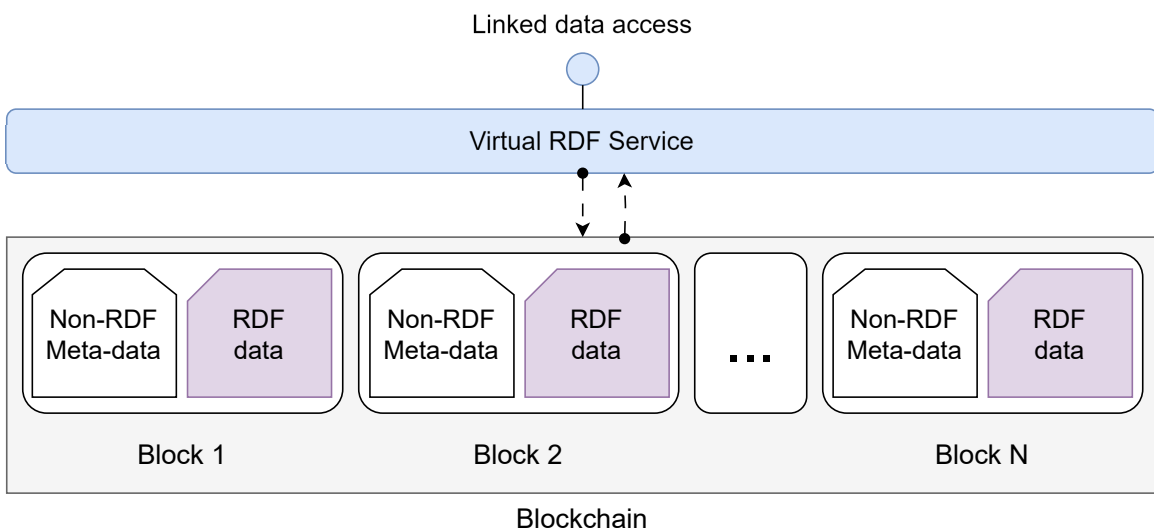 Linked data access
Virtual RDF Service
Non-RDF
Meta-data
RDF
data
Non-RDF
Meta-data
RDF
data
...
Non-RDF
Meta-data
RDF
data
Block 1
Block 2
Block N
Blockchain